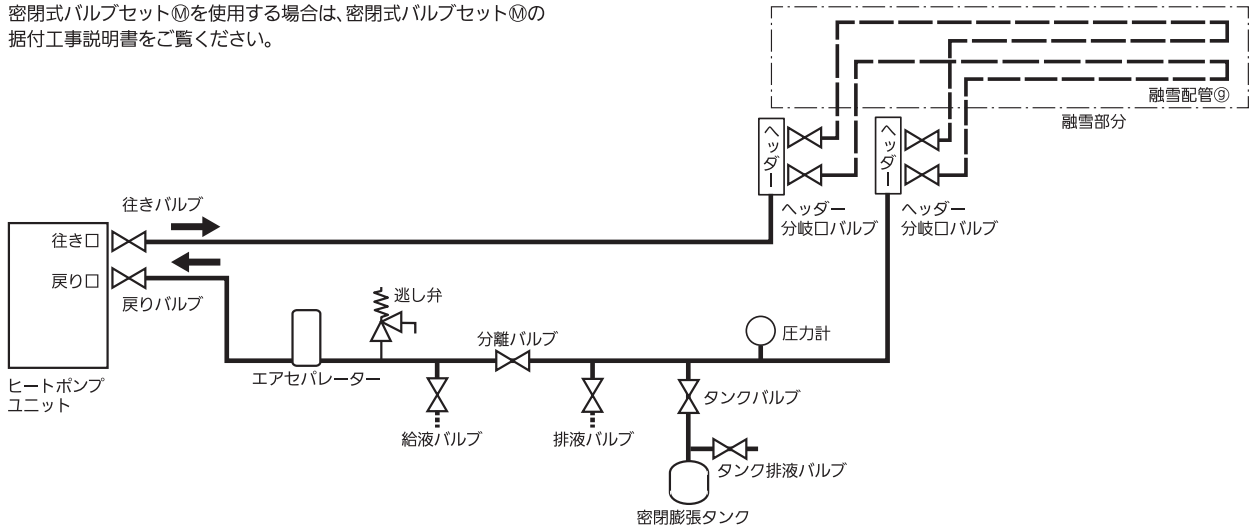 密閉式バルブセットⓂを使用する場合は、密閉式バルブセットⓂの
据付工事説明書をご覧ください。
融雪配管ⓖ
融雪部分
ヘッダー
ヘッダー
ヘッダー
分岐口バルブ
ヘッダー
分岐口バルブ
往きバルブ
往き口
戻り口
戻りバルブ
逃し弁
分離バルブ
圧力計
エアセパレーター
ヒートポンプ
ユニット
タンクバルブ
給液バルブ
排液バルブ
タンク排液バルブ
密閉膨張タンク